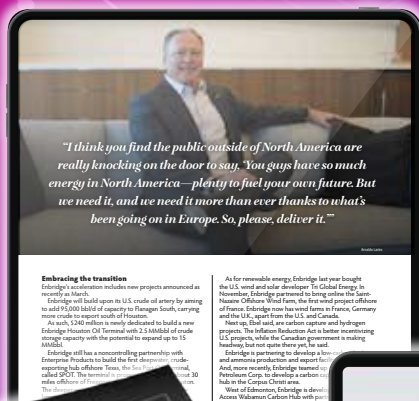 “I think you find the public outside of North America are
really knocking on the door to say, ‘You guys have so much
energy in North America—plenty to fuel your own future. But
we need it, and we need it more than ever thanks to what’s
been going on in Europe. So, please, deliver it.’”
Embracing the transition
Enbridge’s acceleration includes new projects announced as
recently as March.
Enbridge will build upon its U.S. crude oil artery by aiming
to add 95,000 bbl/d of capacity to Flanagan South, carrying
more crude to export south of Houston.
As such, $240 million is newly dedicated to build a new
Enbridge Houston Oil Terminal with 2.5 MMbbl of crude
storage capacity with the potential to expand up to 15
MMbbl.
Enbridge still has a noncontrolling partnership with
Enterprise Products to build the first deepwater, crude-
exporting hub offshore Texas, the Sea Port Oil Terminal,
called SPOT. The terminal is about 30
miles offshore of
As for renewable energy, Enbridge last year bought
the U.S. wind and solar developer Tri Global Energy. In
November, Enbridge partnered to bring online the Saint-
Nazaire Offshore Wind Farm, the first wind project offshore
of France. Enbridge now has wind farms in France, Germany
and the U.K., apart from the U.S. and Canada.
Next up, Ebel said, are carbon capture and hydrogen
projects. The Inflation Reduction Act is better incentivizing
U.S. projects, while the Canadian government is making
headway, but not quite there yet, he said.
Enbridge is partnering to develop a low-carbon
and ammonia production and export
And, more recently, Enbridge teamed up
Petroleum Corp. to develop a carbon
hub in the Corpus Christi area.
West of Edmonton, Enbridge is
Access Wabamun Carbon Hub with